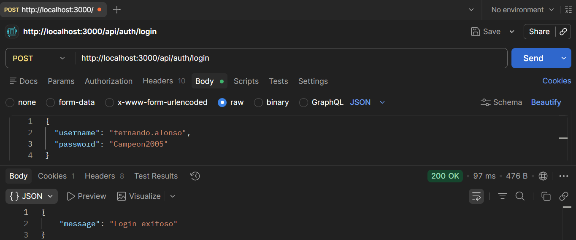 POST http://localhost:3000/ No environment
http://localhost:3000/api/auth/login Save Share
POST http://localhost:3000/api/auth/login Send
Docs Params Authorization Headers 10 Body Scripts Tests Settings Cookies
none form-data x-www-form-urlencoded raw binary GraphQL JSON Schema Beautify
1 {
2 "username": "fernando.alonso",
3 "password": "Campeon2005"
4 }
Body Cookies 1 Headers 8 Test Results 200 OK 97 ms 476 B
{} JSON Preview Visualize
1 {
2 "message": "Login exitoso"
3 }